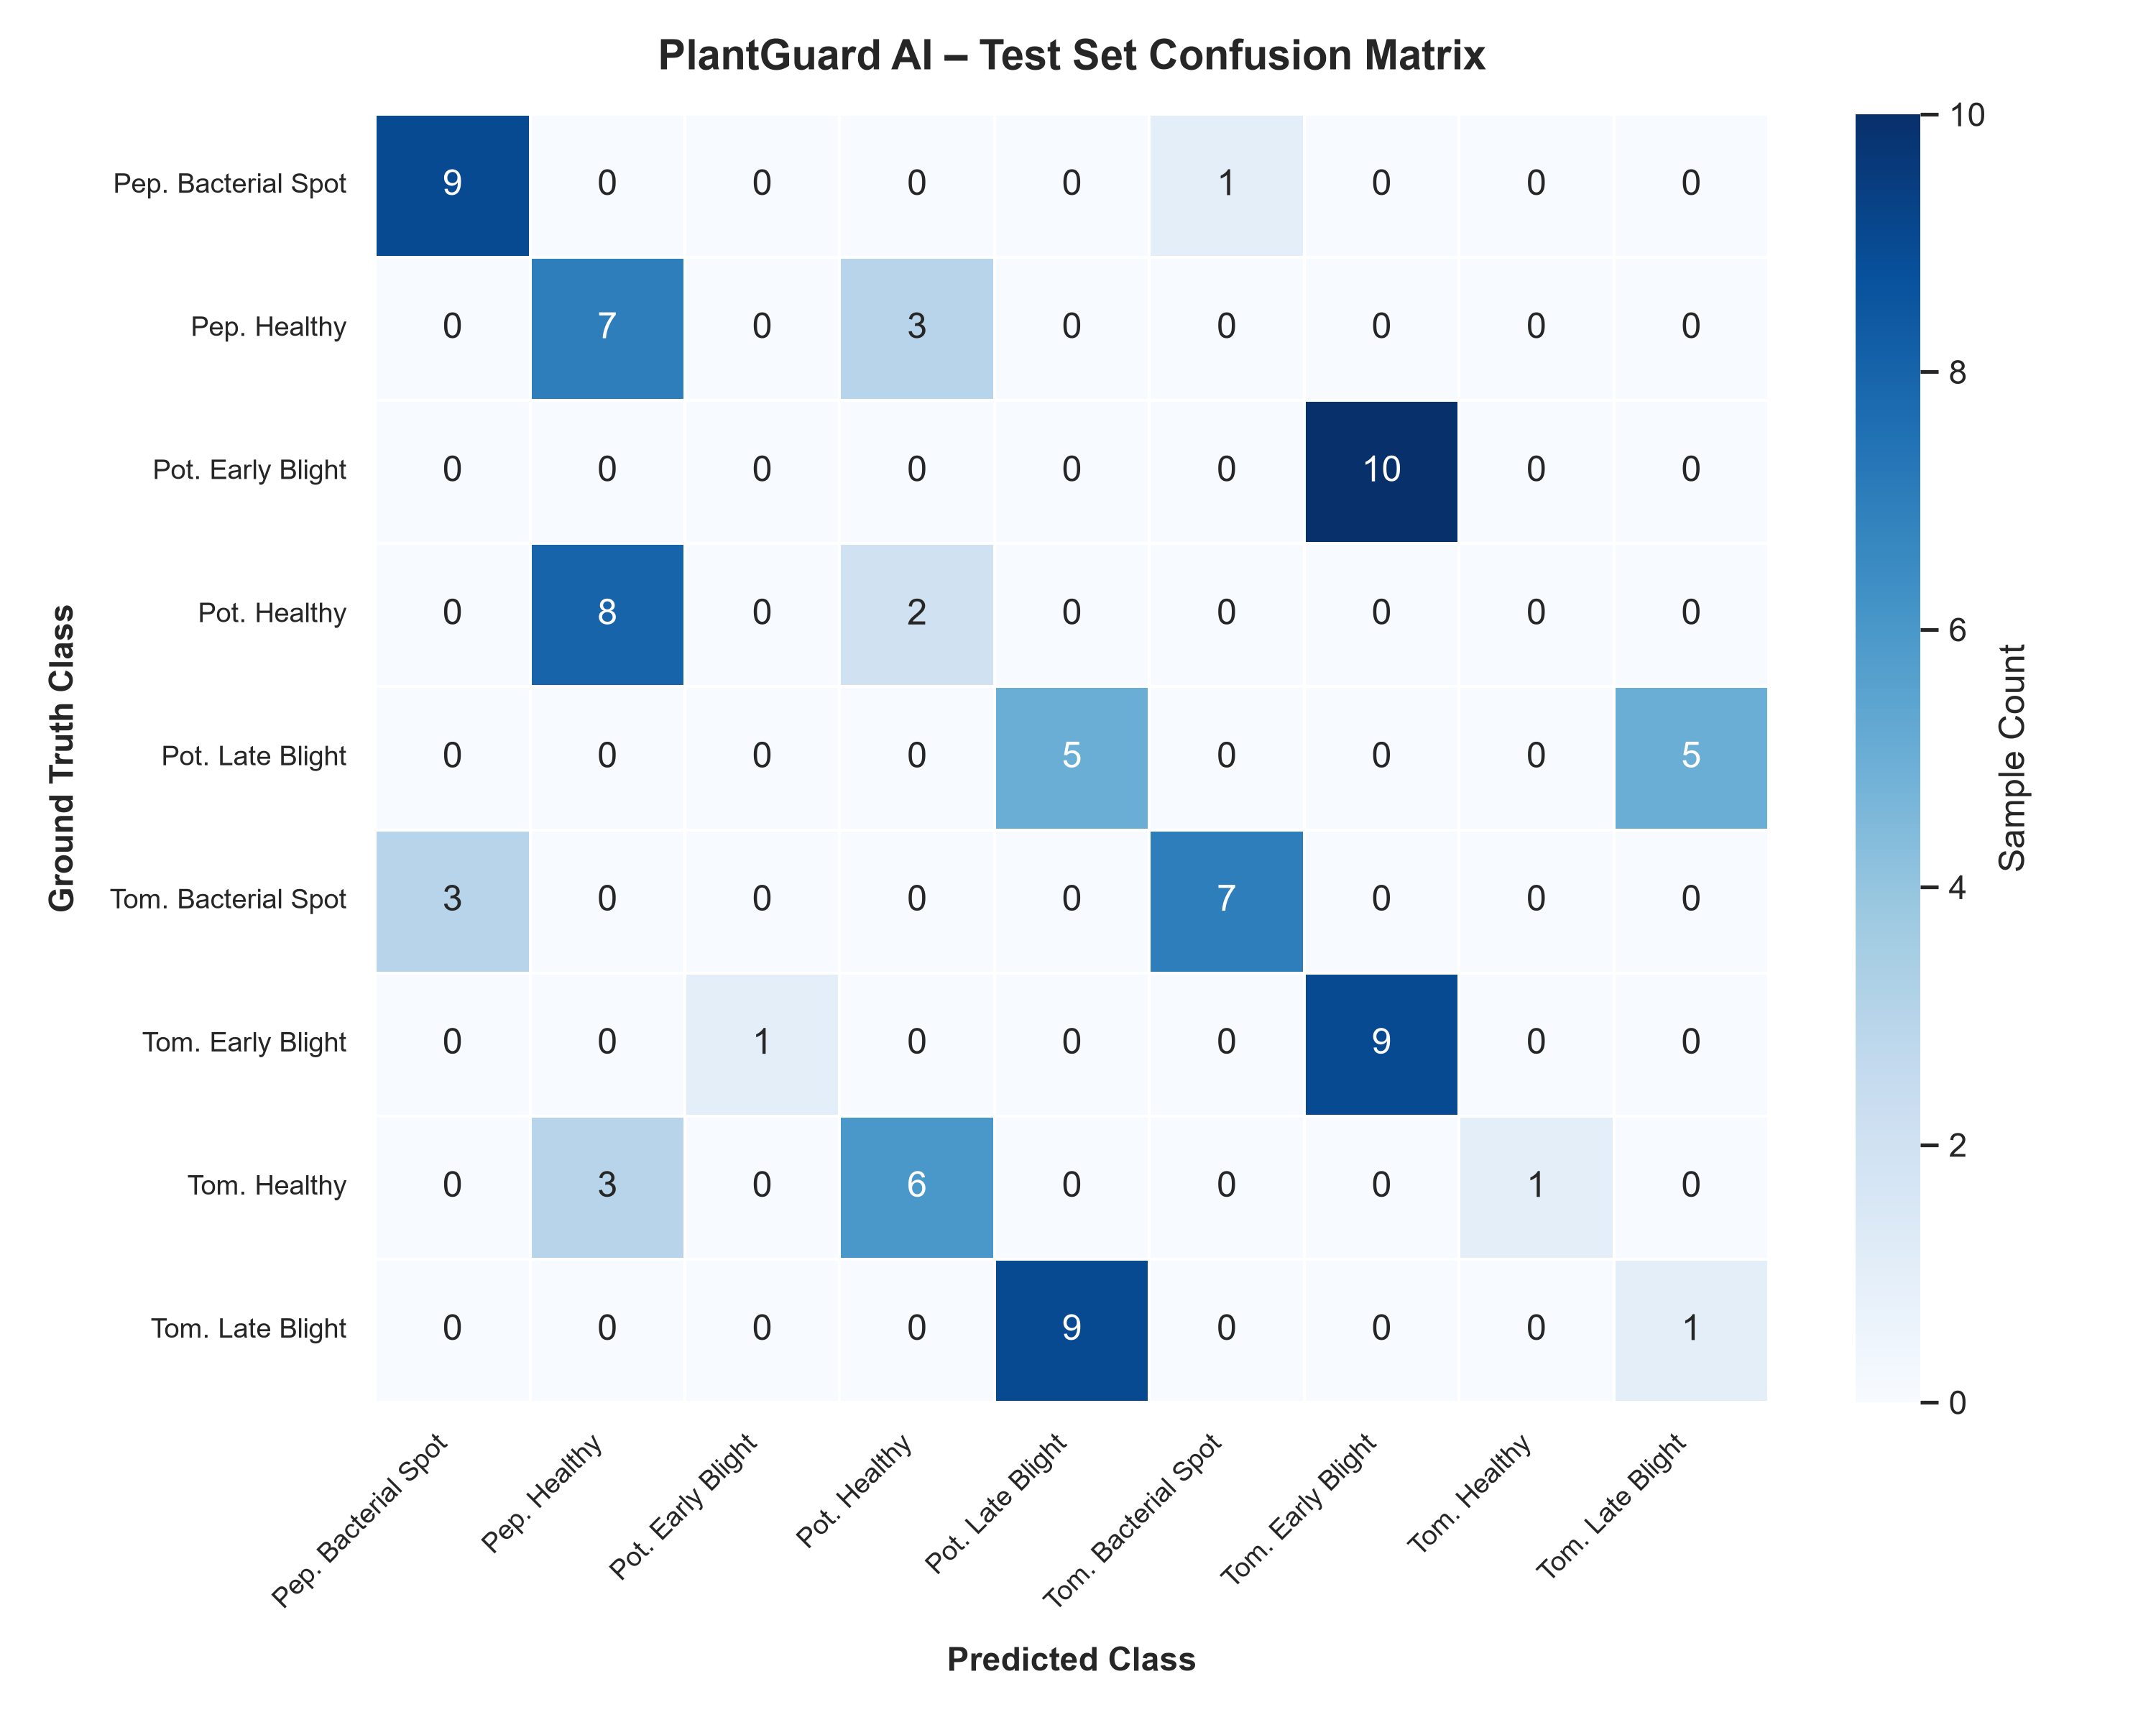 PlantGuard AI – Test Set Confusion Matrix
Ground Truth Class
Pep. Bacterial Spot 9 0 0 0 0 1 0 0 0
Pep. Healthy 0 7 0 3 0 0 0 0 0
Pot. Early Blight 0 0 0 0 0 0 10 0 0
Pot. Healthy 0 8 0 2 0 0 0 0 0
Pot. Late Blight 0 0 0 0 5 0 0 0 5
Tom. Bacterial Spot 3 0 0 0 0 7 0 0 0
Tom. Early Blight 0 0 1 0 0 0 9 0 0
Tom. Healthy 0 3 0 6 0 0 0 1 0
Tom. Late Blight 0 0 0 0 9 0 0 0 1
Pep. Bacterial Spot
Pep. Healthy
Pot. Early Blight
Pot. Healthy
Pot. Late Blight
Tom. Bacterial Spot
Tom. Early Blight
Tom. Healthy
Tom. Late Blight
Predicted Class
10
8
6
4
2
0
Sample Count